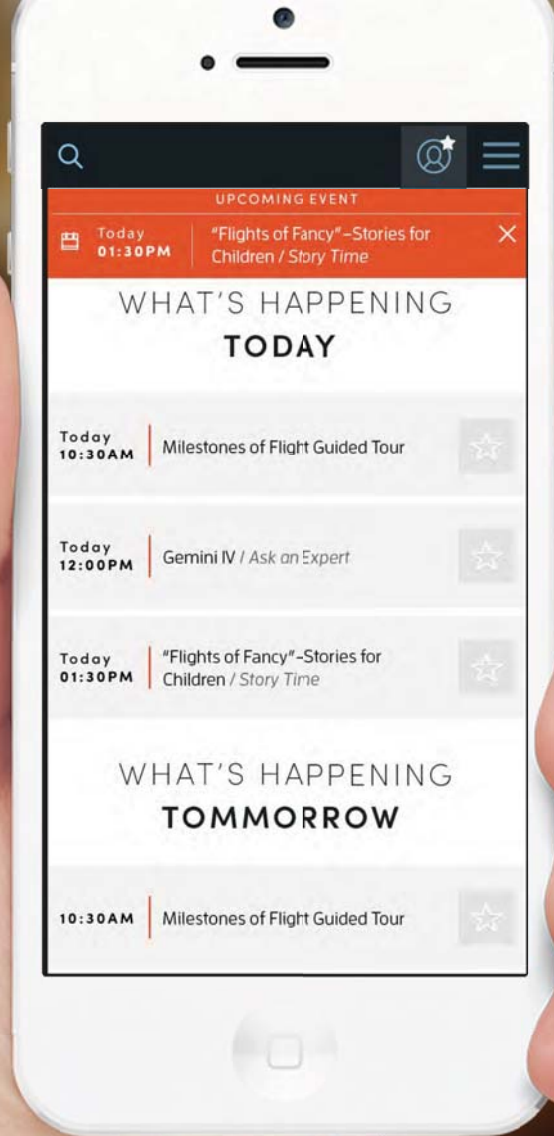 UPCOMING EVENT
Today
01:30PM
"Flights of Fancy"–Stories for
Children / Story Time
WHAT'S HAPPENING
TODAY
Today
10:30AM
Milestones of Flight Guided Tour
Today
12:00PM
Gemini IV / Ask an Expert
Today
01:30PM
"Flights of Fancy"–Stories for
Children / Story Time
WHAT'S HAPPENING
TOMMORROW
10:30AM
Milestones of Flight Guided Tour